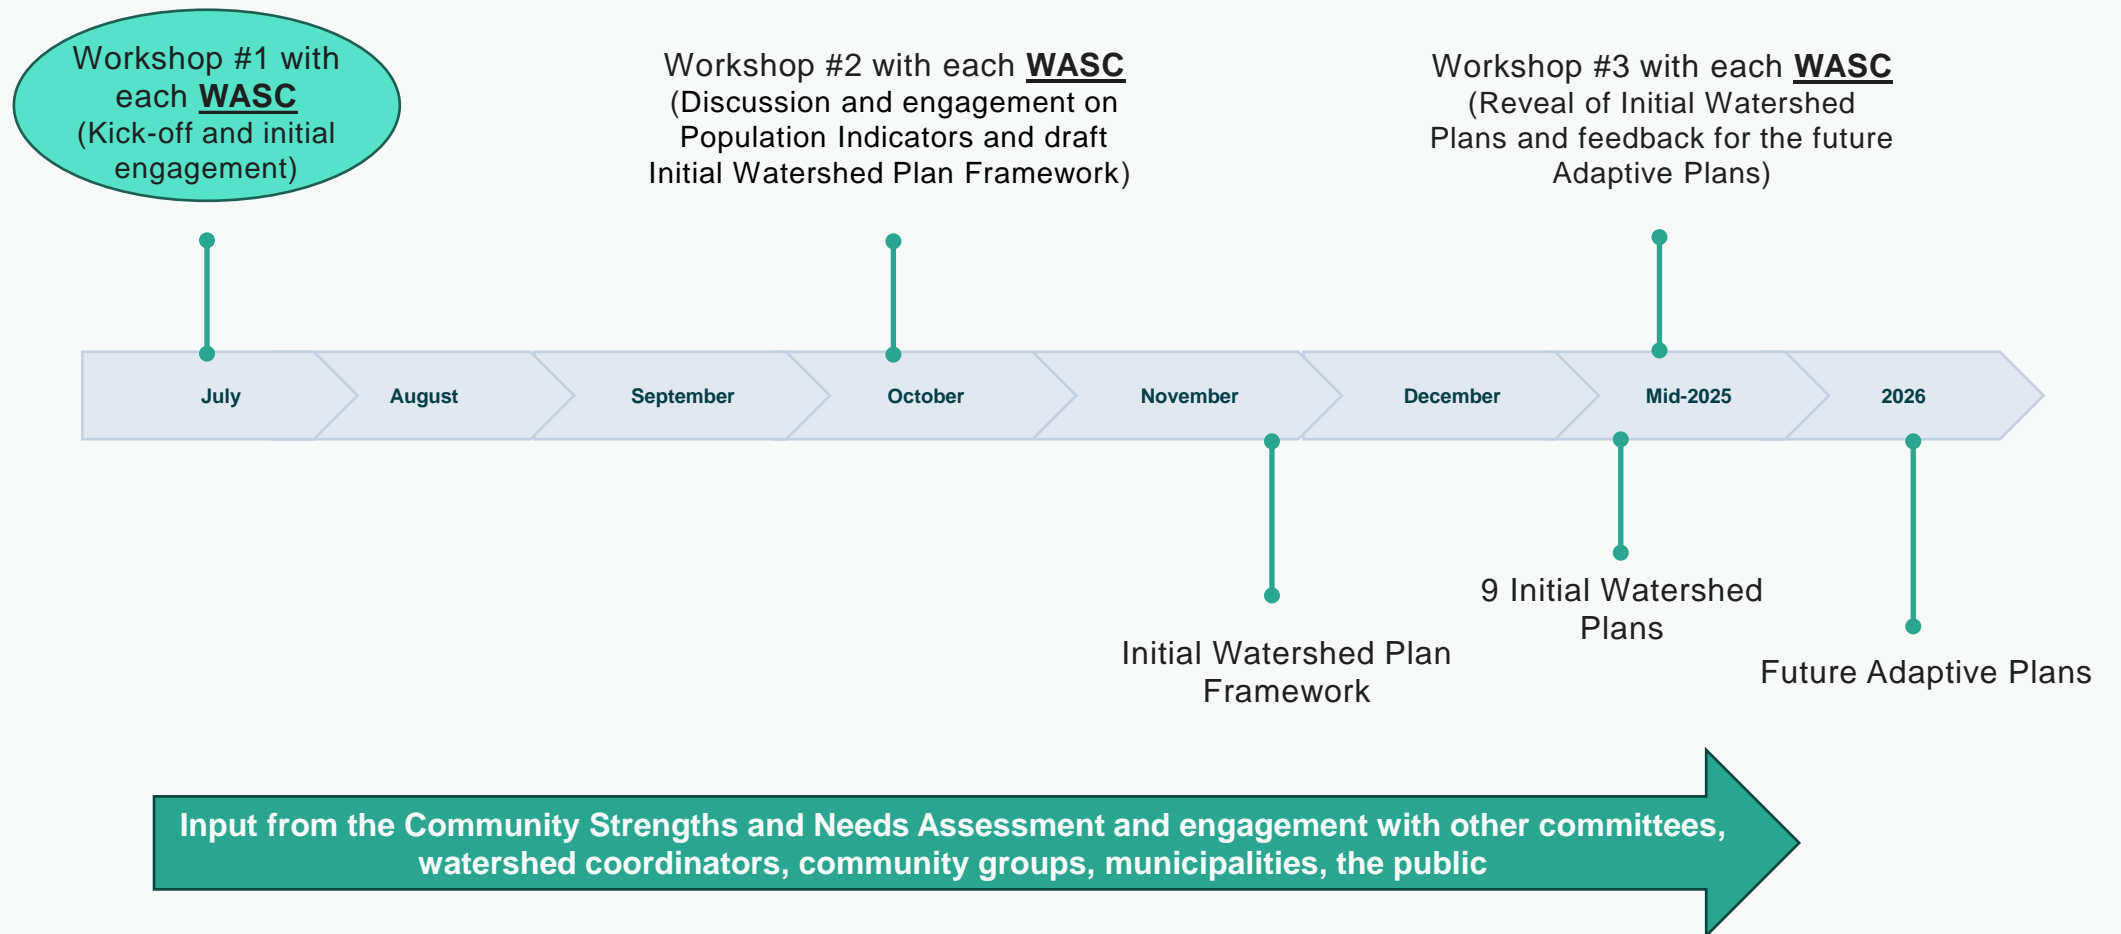 Workshop #1 with
each WASC
(Kick-off and initial
engagement)
Workshop #2 with each WASC
(Discussion and engagement on
Population Indicators and draft
Initial Watershed Plan Framework)
Workshop #3 with each WASC
(Reveal of Initial Watershed
Plans and feedback for the future
Adaptive Plans)
July
August
September
October
November
December
Mid-2025
2026
Initial Watershed Plan
Framework
9 Initial Watershed
Plans
Future Adaptive Plans
Input from the Community Strengths and Needs Assessment and engagement with other committees,
watershed coordinators, community groups, municipalities, the public